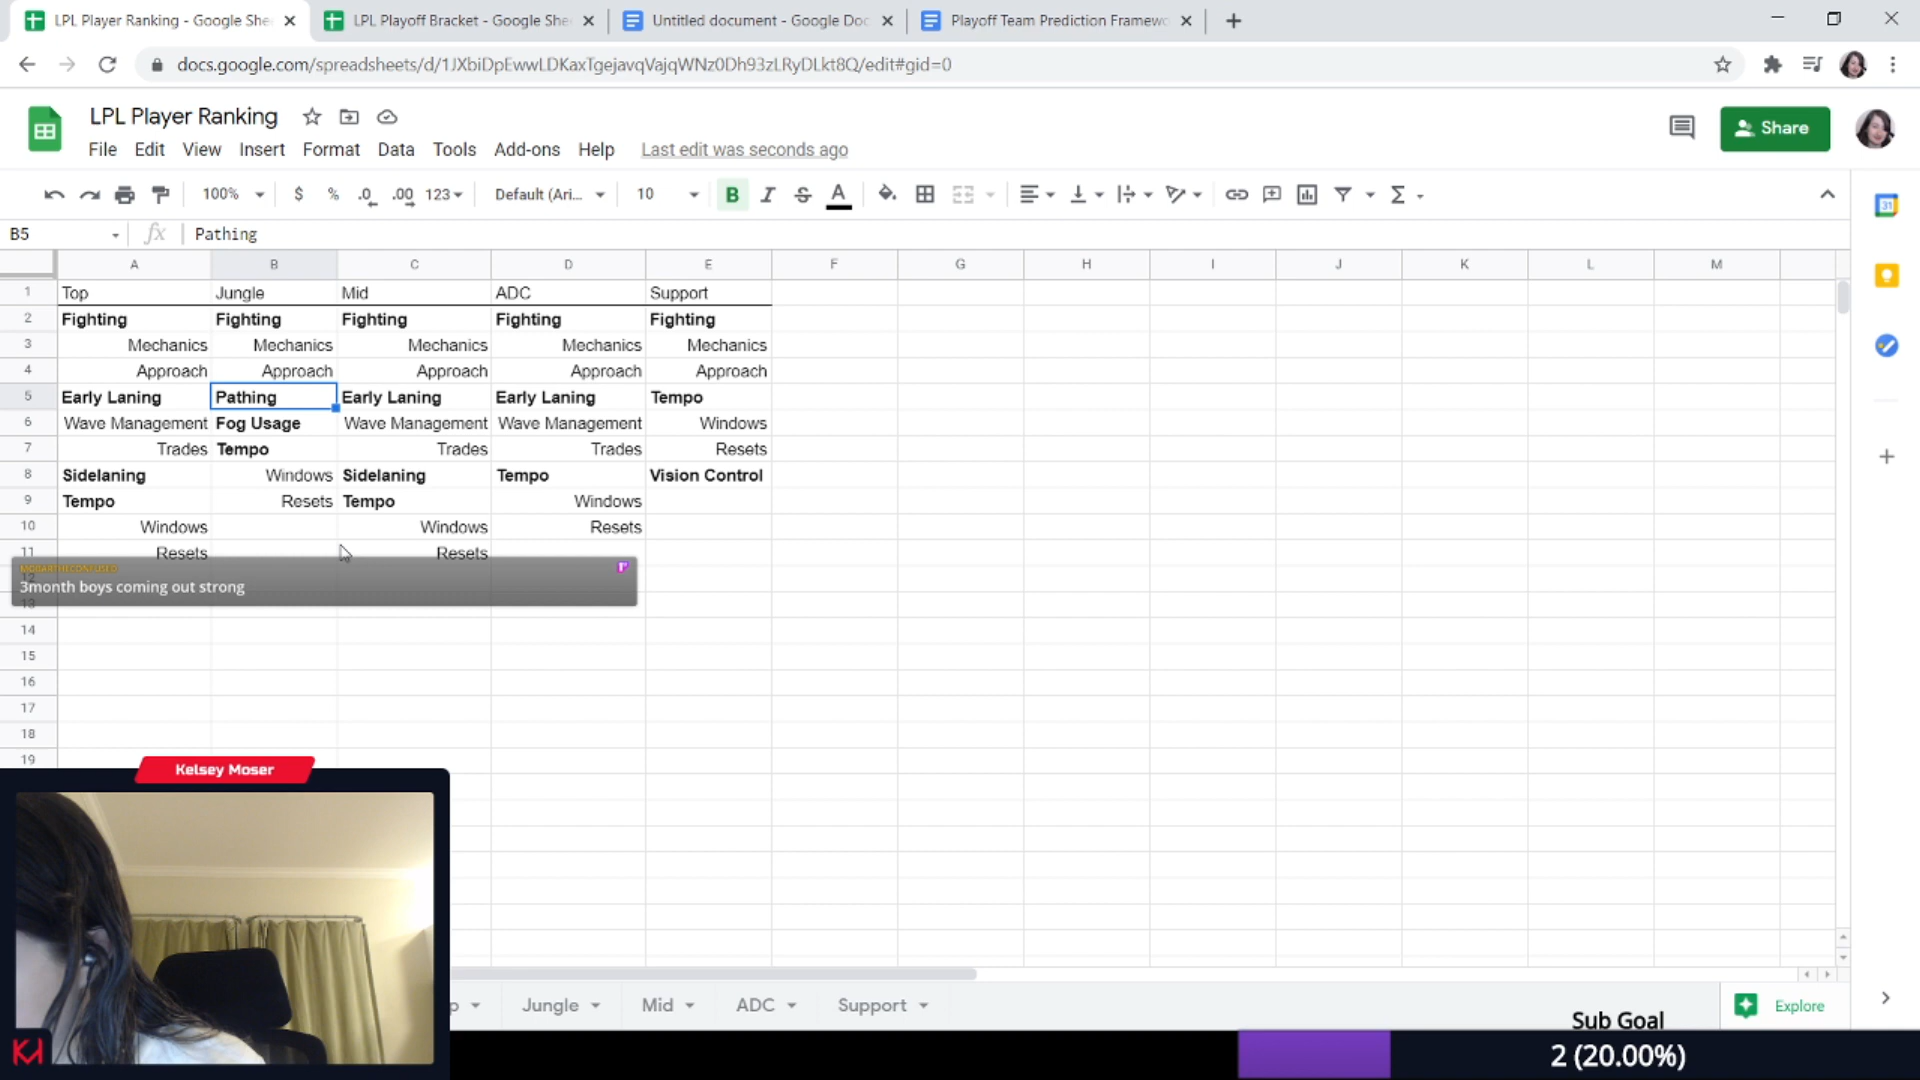 LPL Player Ranking - Google She
LPL Playoff Bracket - Google She
Untitled document - Google Doc
Playoff Team Prediction Framewo
docs.google.com/spreadsheets/d/1JXbiDpEwwLDKaxTgejavqVajqWNz0Dh93zLRyDLkt8Q/edit#gid=0
LPL Player Ranking
Share
File Edit View Insert Format Data Tools Add-ons Help Last edit was seconds ago
100% $ % .0 .00 123 Default (Ari... 10 B I S A
B5 fx Pathing
A B C D E F G H I J K L M
1 Top Jungle Mid ADC Support
2 Fighting Fighting Fighting Fighting Fighting
3 Mechanics Mechanics Mechanics Mechanics Mechanics
4 Approach Approach Approach Approach Approach
5 Early Laning Pathing Early Laning Early Laning Tempo
6 Wave Management Fog Usage Wave Management Wave Management Windows
7 Trades Tempo Trades Trades Resets
8 Sidelaning Windows Sidelaning Tempo Vision Control
9 Tempo Resets Tempo Windows
10 Windows Windows Resets
11 Resets Resets
12
3month boys coming out strong
13
14
15
16
17
18
19
Kelsey Moser
p Jungle Mid ADC Support
Explore
Sub Goal
2 (20.00%)
KM
31